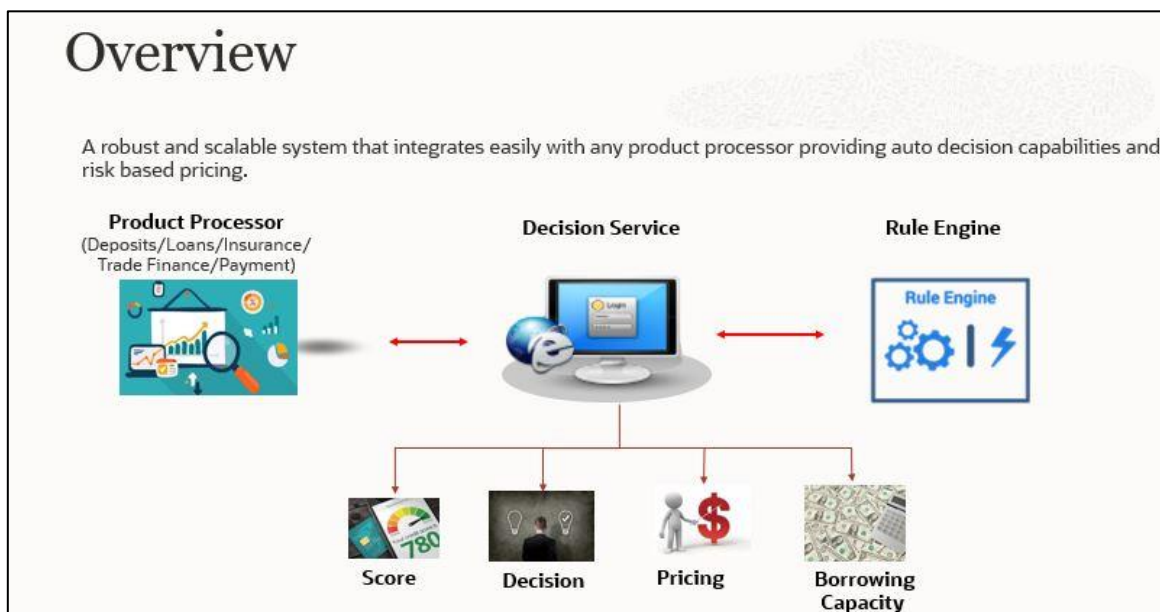 Overview
A robust and scalable system that integrates easily with any product processor providing auto decision capabilities and
risk based pricing.
Product Processor
(Deposits/Loans/Insurance/
Trade Finance/Payment)
Decision Service
Rule Engine
Login
Rule Engine
780
Score
Decision
Pricing
Borrowing
Capacity